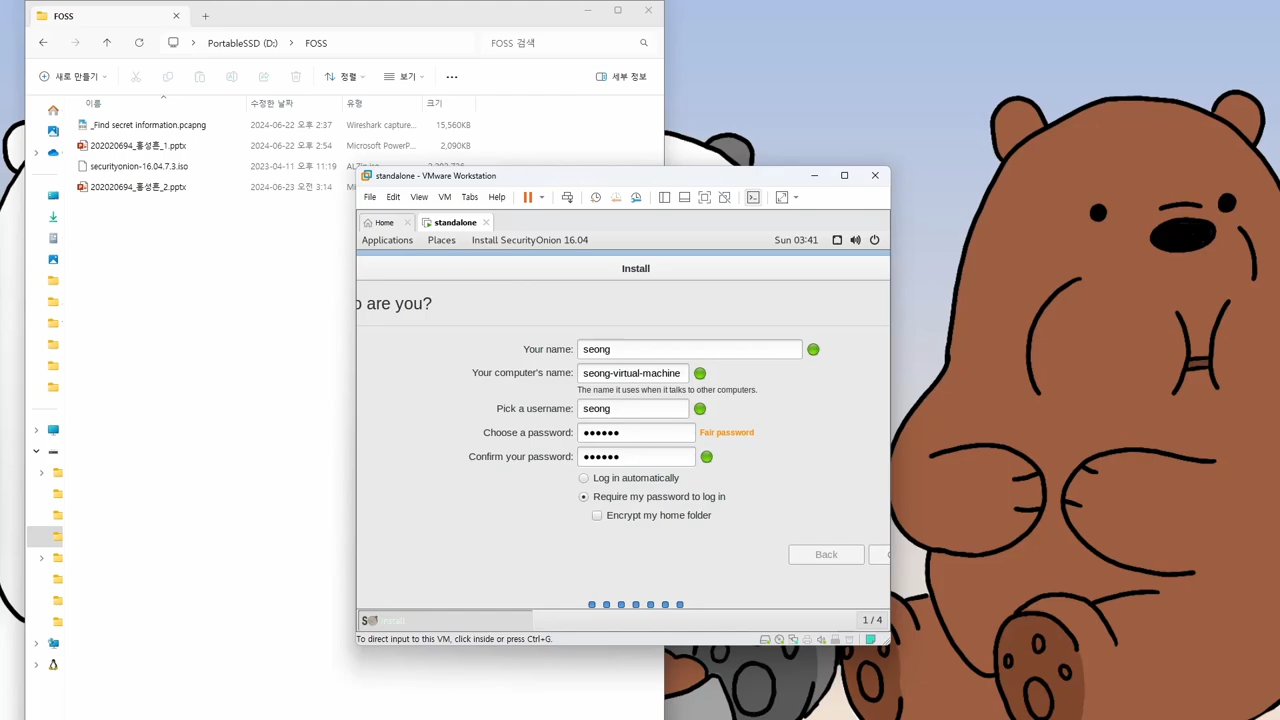 FOSS
PortableSSD (D:) > FOSS
FOSS 검색
새로 만들기
정렬
보기
세부 정보
이름 수정한 날짜 유형 크기
_Find secret information.pcapng 2024-06-22 오후 2:37 Wireshark capture... 15,560KB
202020694_홍성훈_1.pptx 2024-06-22 오후 2:54 Microsoft PowerP... 2,090KB
securityonion-16.04.7.3.iso 2023-04-11 오후 11:19
202020694_홍성훈_2.pptx 2024-06-23 오전 3:14
standalone - VMware Workstation
File Edit View VM Tabs Help
Home standalone
Applications Places Install SecurityOnion 16.04 Sun 03:41
Install
o are you?
Your name: seong
Your computer's name: seong-virtual-machine
The name it uses when it talks to other computers.
Pick a username: seong
Choose a password: ●●●●●● Fair password
Confirm your password: ●●●●●●
Log in automatically
Require my password to log in
Encrypt my home folder
Back
Install
1 / 4
To direct input to this VM, click inside or press Ctrl+G.